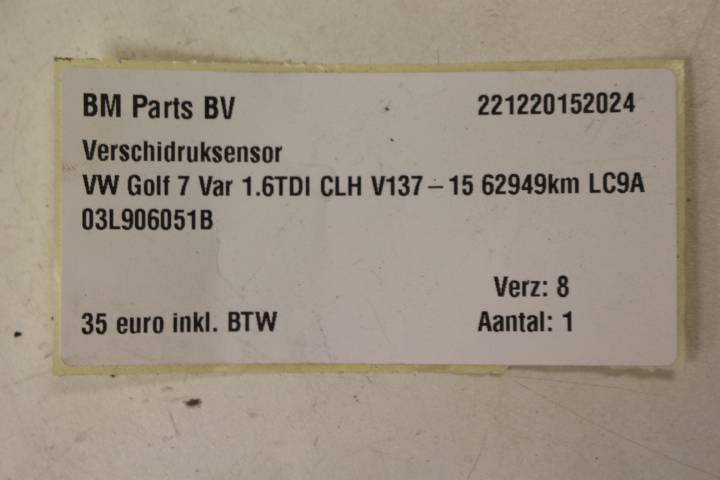 BM Parts BV 221220152024
Verschidruksensor
VW Golf 7 Var 1.6TDI CLH V137-15 62949km LC9A
03L906051B
Verz: 8
35 euro inkl. BTW Aantal: 1